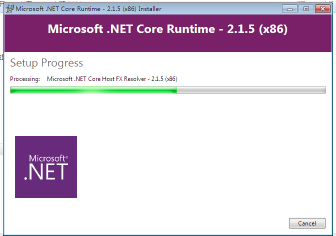 Microsoft .NET Core Runtime - 2.1.5 (x86) Installer
Microsoft .NET Core Runtime - 2.1.5 (x86)
Setup Progress
Processing: Microsoft .NET Core Host FX Resolver - 2.1.5 (x86)
Microsoft®
.NET
Cancel